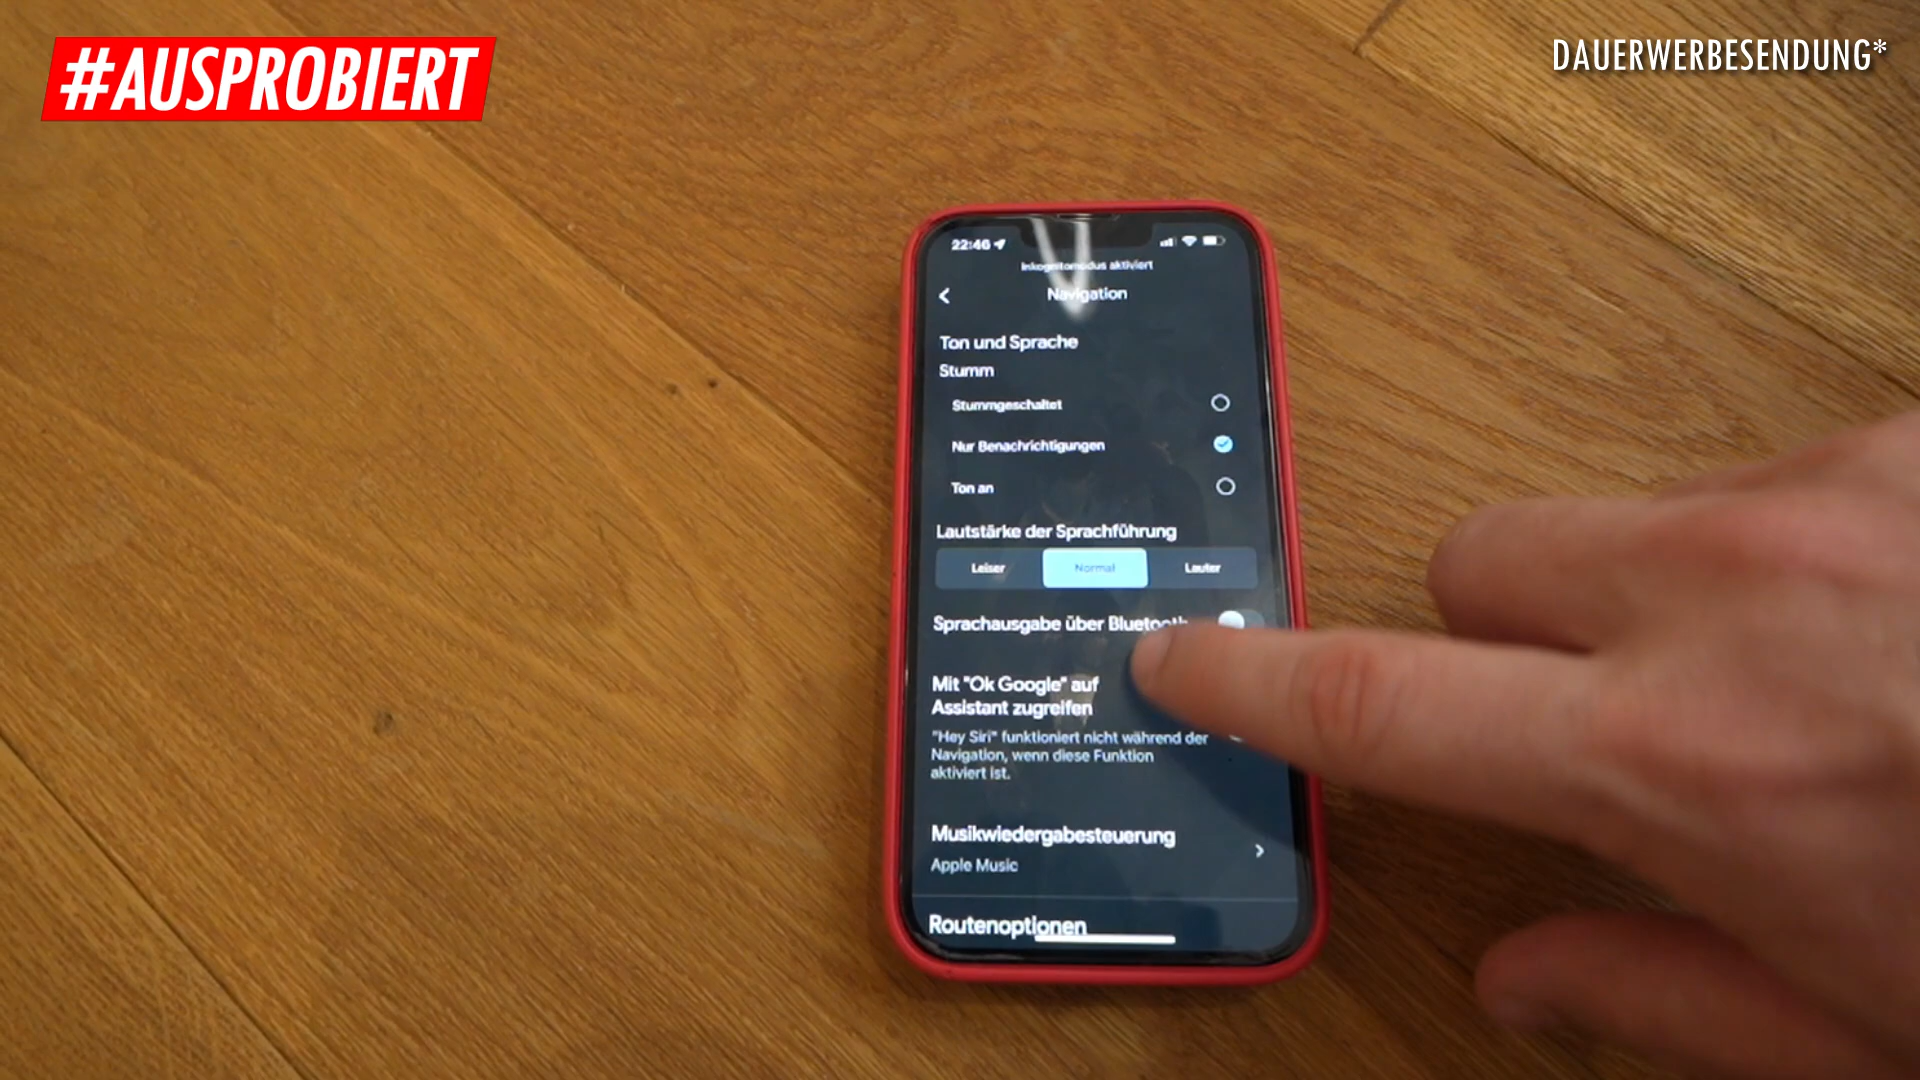 #AUSPROBIERT
DAUERWERBESENDUNG*
22:46
Inkognitomodus aktiviert
Navigation
Ton und Sprache
Stumm
Stummgeschaltet
Nur Benachrichtigungen
Ton an
Lautstärke der Sprachführung
Leiser
Normal
Lauter
Sprachausgabe über Bluetooth
Mit "Ok Google" auf
Assistant zugreifen
"Hey Siri" funktioniert nicht während der
Navigation, wenn diese Funktion
aktiviert ist.
Musikwiedergabesteuerung
Apple Music
Routenoptionen